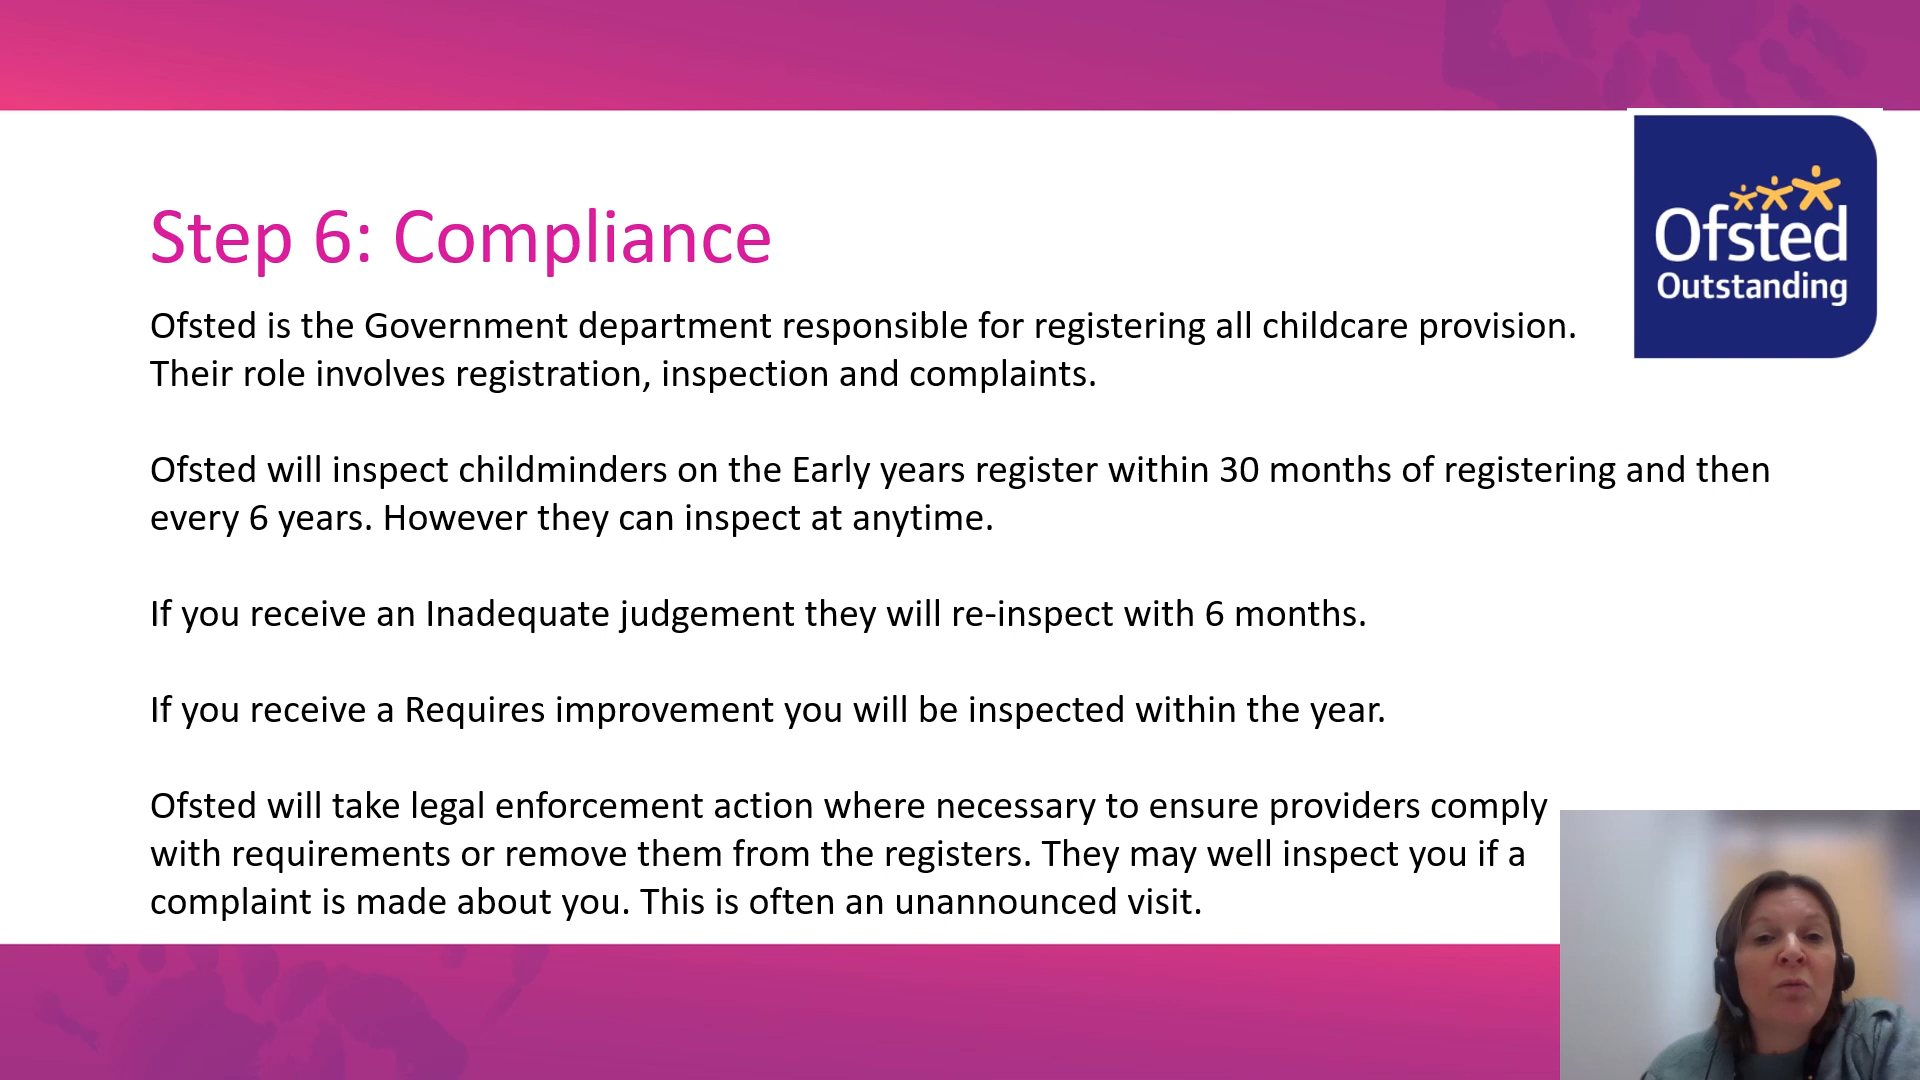 Ofsted
Outstanding
Step 6: Compliance
Ofsted is the Government department responsible for registering all childcare provision.
Their role involves registration, inspection and complaints.
Ofsted will inspect childminders on the Early years register within 30 months of registering and then
every 6 years. However they can inspect at anytime.
If you receive an Inadequate judgement they will re-inspect with 6 months.
If you receive a Requires improvement you will be inspected within the year.
Ofsted will take legal enforcement action where necessary to ensure providers comply
with requirements or remove them from the registers. They may well inspect you if a
complaint is made about you. This is often an unannounced visit.